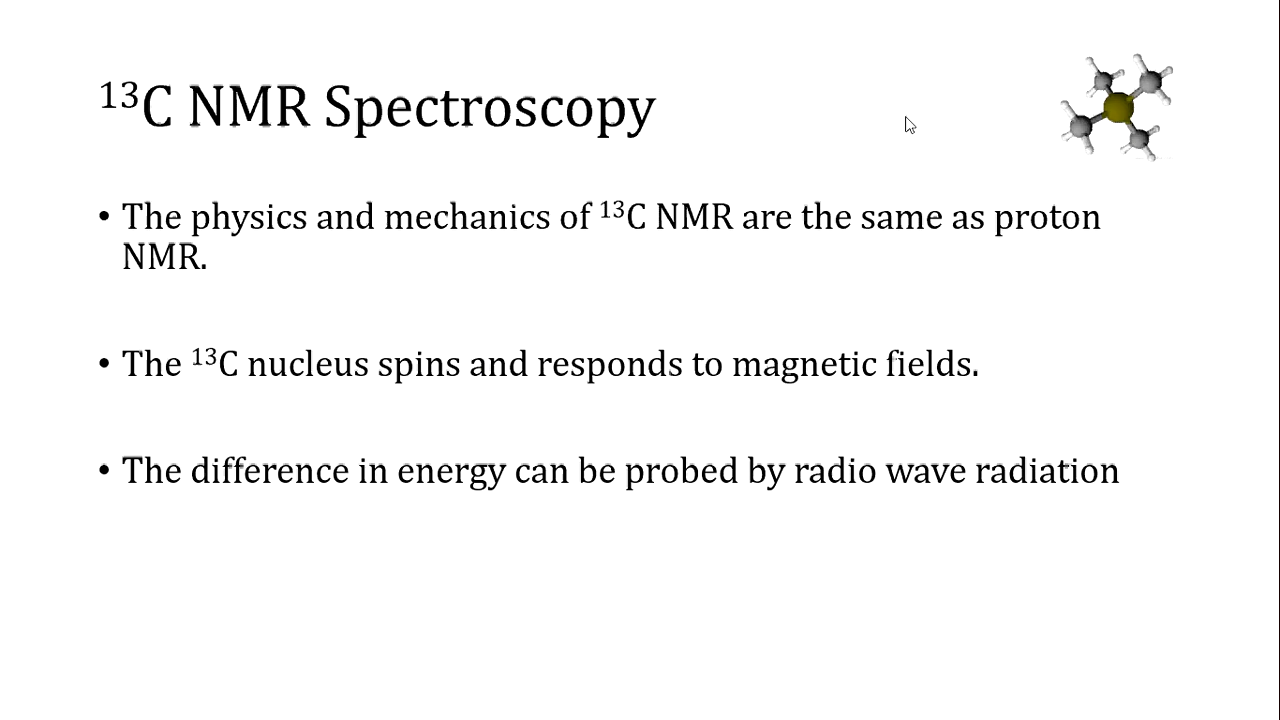 ¹³C NMR Spectroscopy
• The physics and mechanics of ¹³C NMR are the same as proton
NMR.
• The ¹³C nucleus spins and responds to magnetic fields.
• The difference in energy can be probed by radio wave radiation